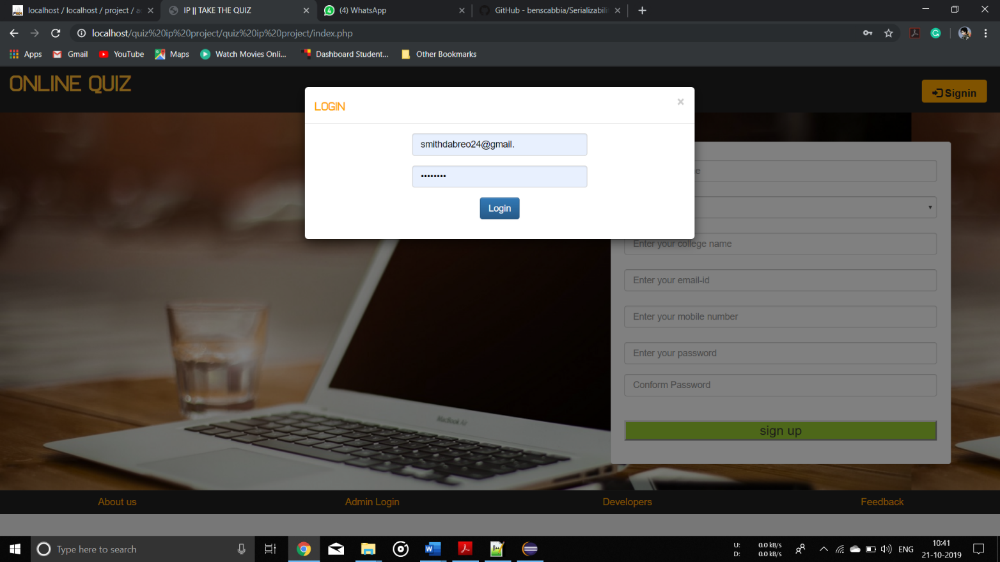 localhost / localhost / project / a
IP || TAKE THE QUIZ
(4) WhatsApp
GitHub - benscabbia/Serializabili
localhost/quiz%20ip%20project/quiz%20ip%20project/index.php
Apps
Gmail
YouTube
Maps
Watch Movies Onli...
Dashboard Student...
Other Bookmarks
ONLINE QUIZ
Signin
LOGIN
×
smithdabreo24@gmail.
••••••••
Login
e
Enter your college name
Enter your email-id
Enter your mobile number
Enter your password
Conform Password
sign up
MacBook Air
About us
Admin Login
Developers
Feedback
Type here to search
U: 0.0 kB/s
D: 0.0 kB/s
ENG
10:41
21-10-2019